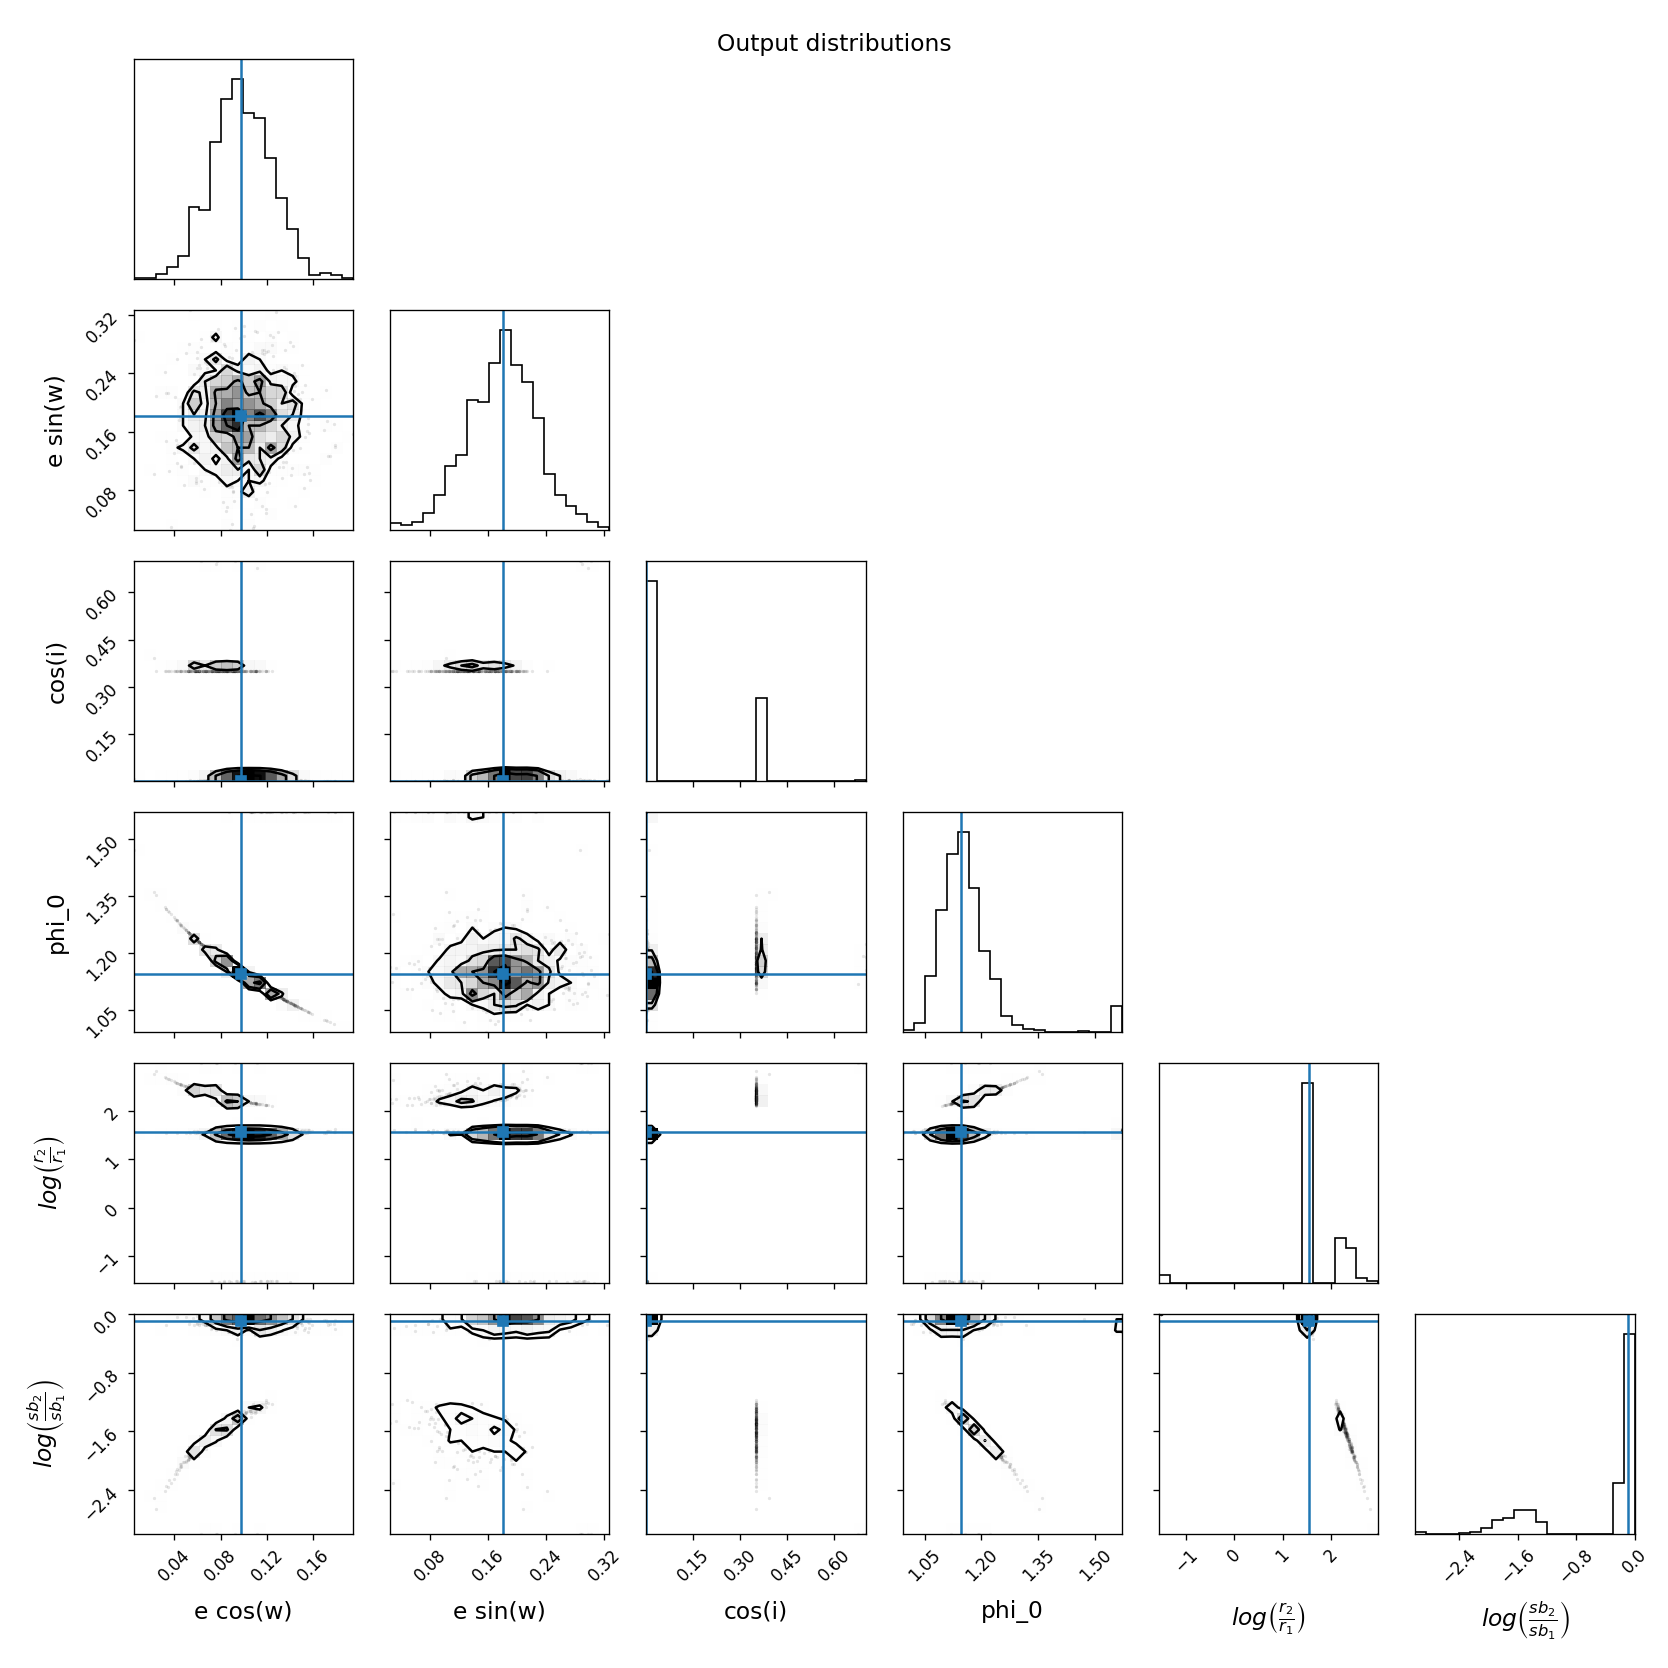 Output distributions
e sin(w)
0.32
0.24
0.16
0.08
cos(i)
0.60
0.45
0.30
0.15
phi_0
1.50
1.35
1.20
1.05
log(r2/r1)
2
1
0
−1
log(sb2/sb1)
0.0
−0.8
−1.6
−2.4
0.04 0.08 0.12 0.16
0.08 0.16 0.24 0.32
0.15 0.30 0.45 0.60
1.05 1.20 1.35 1.50
−1 0 1 2
−2.4 −1.6 −0.8 0.0
e cos(w)
e sin(w)
cos(i)
phi_0
log(r2/r1)
log(sb2/sb1)